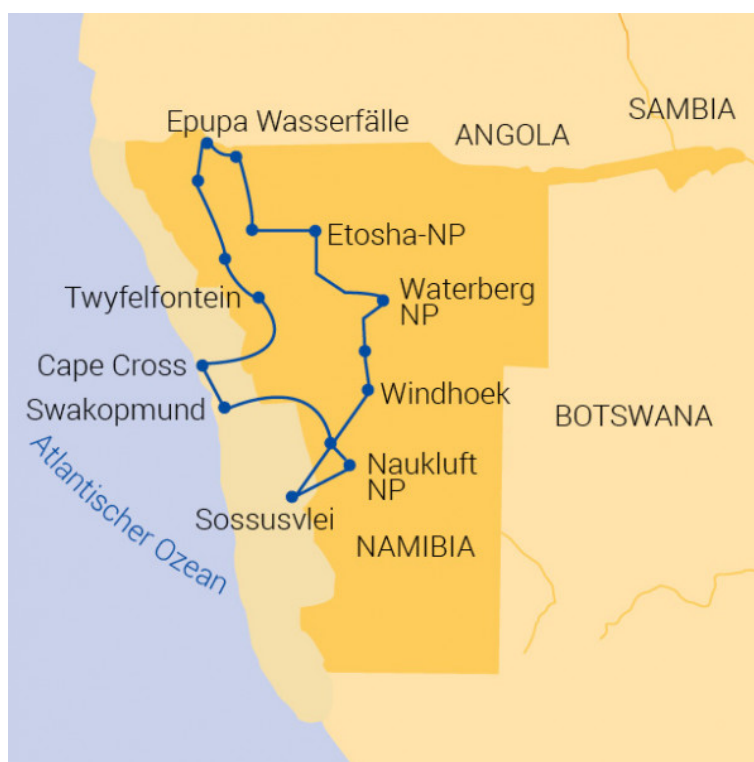 SAMBIA
Epupa Wasserfälle
ANGOLA
Etosha-NP
Twyfelfontein
Waterberg
NP
Cape Cross
Windhoek
Swakopmund
BOTSWANA
Atlantischer Ozean
Naukluft
NP
Sossusvlei
NAMIBIA